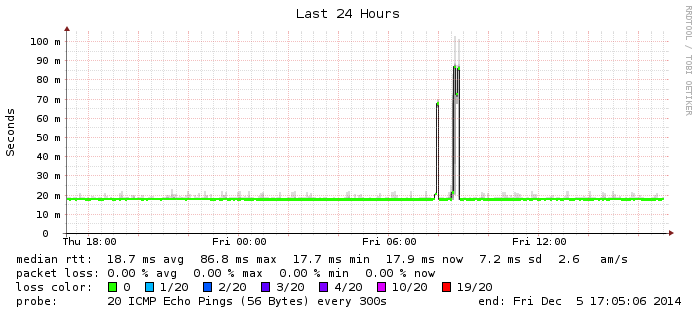 Last 24 Hours
RRDTOOL / TOBI OETIKER
Seconds
100 m
90 m
80 m
70 m
60 m
50 m
40 m
30 m
20 m
10 m
0
Thu 18:00 Fri 00:00 Fri 06:00 Fri 12:00
median rtt: 18.7 ms avg 86.8 ms max 17.7 ms min 17.9 ms now 7.2 ms sd 2.6 am/s
packet loss: 0.00 % avg 0.00 % max 0.00 % min 0.00 % now
loss color: 0 1/20 2/20 3/20 4/20 10/20 19/20
probe: 20 ICMP Echo Pings (56 Bytes) every 300s end: Fri Dec 5 17:05:06 2014